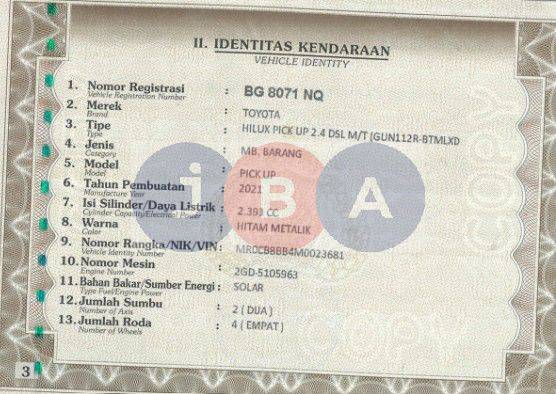 II. IDENTITAS KENDARAAN
VEHICLE IDENTITY
1. Nomor Registrasi : BG 8071 NQ
Vehicle Registration Number
2. Merek : TOYOTA
Brand
3. Tipe : HILUX PICK UP 2.4 DSL M/T (GUN112R-BTMLXD
Type
4. Jenis : MB. BARANG
Category
5. Model : PICK UP
Model
6. Tahun Pembuatan : 2021
Manufacture Year
7. Isi Silinder/Daya Listrik : 2.393 CC
Cylinder Capacity/Electrical Power
8. Warna : HITAM METALIK
Color
9. Nomor Rangka/NIK/VIN : MR0CB8BB4M0023681
Vehicle Identity Number
10. Nomor Mesin : 2GD-5105963
Engine Number
11. Bahan Bakar/Sumber Energi : SOLAR
Type Fuel/Engine Power
12. Jumlah Sumbu : 2 ( DUA )
Number of Axis
13. Jumlah Roda : 4 ( EMPAT )
Number of Wheels
iBA
COPY
COPY
3